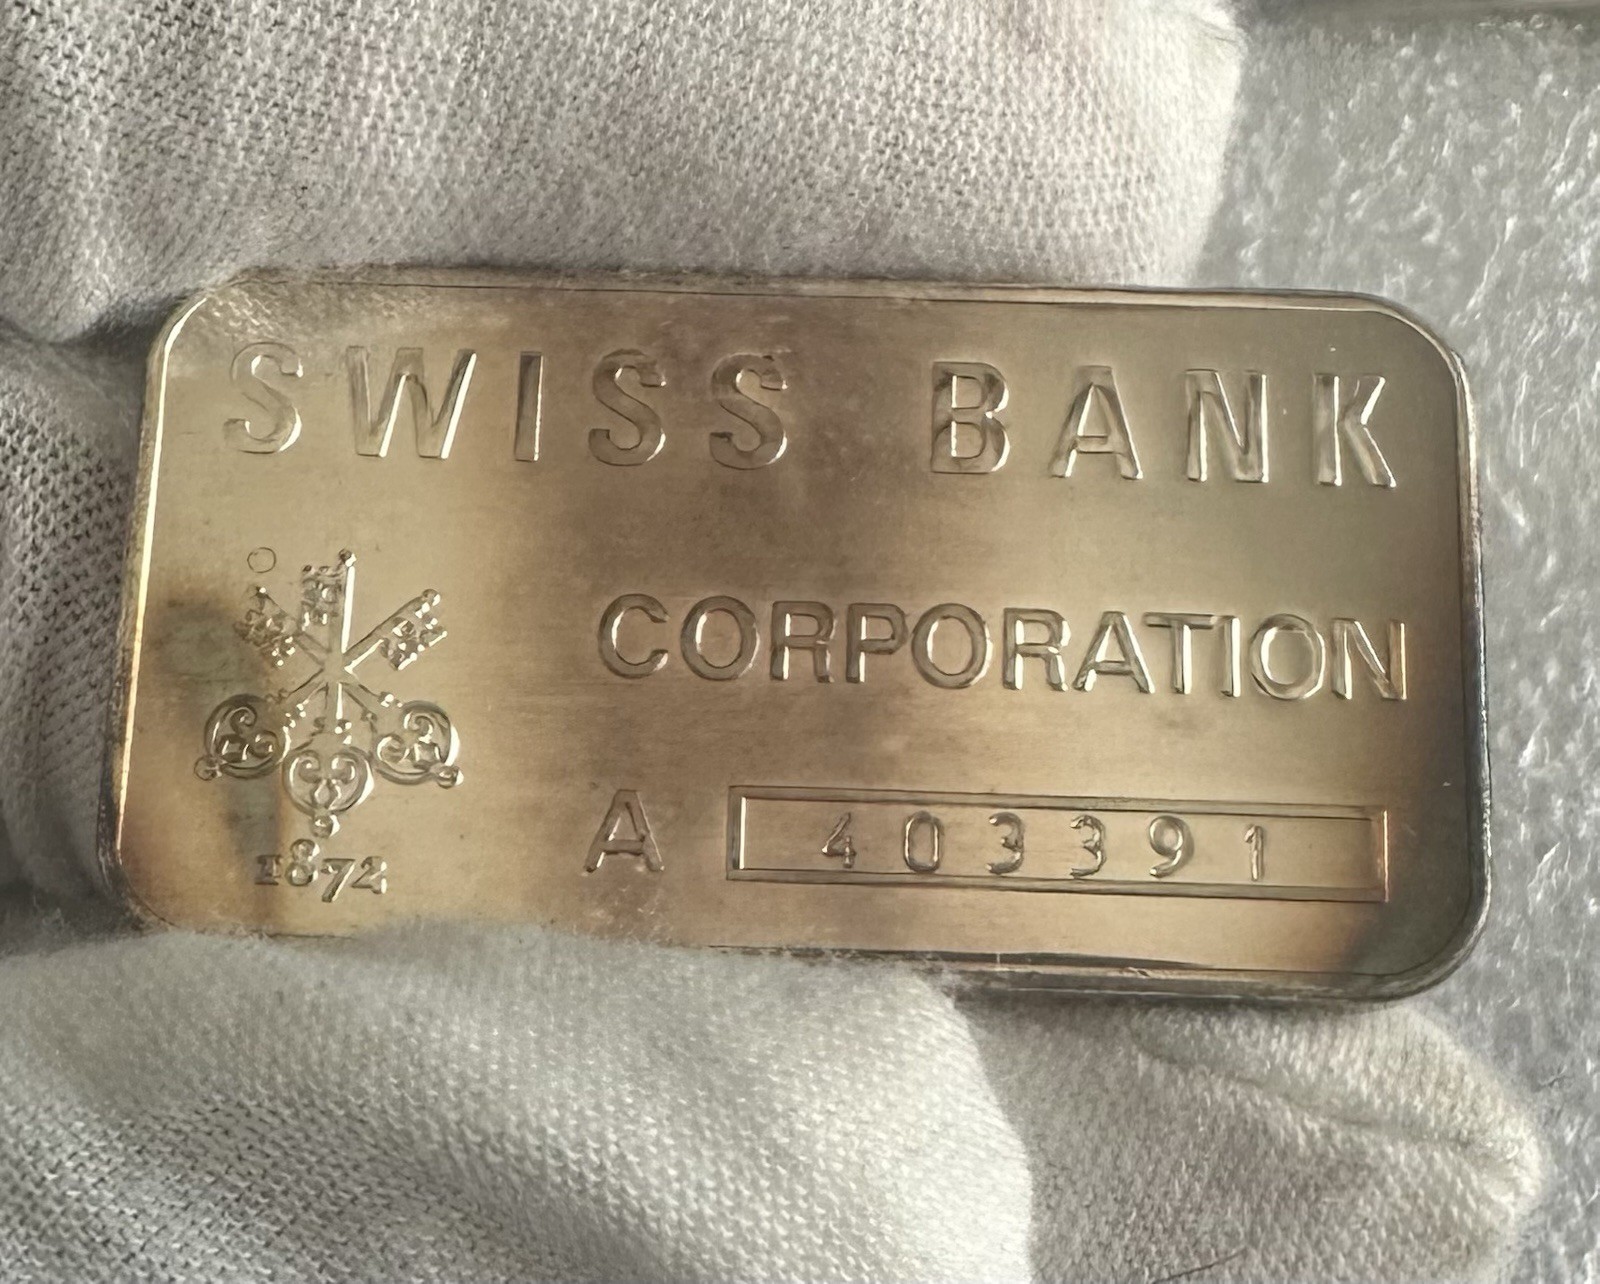 SWISS BANK
CORPORATION
1872
A 403391